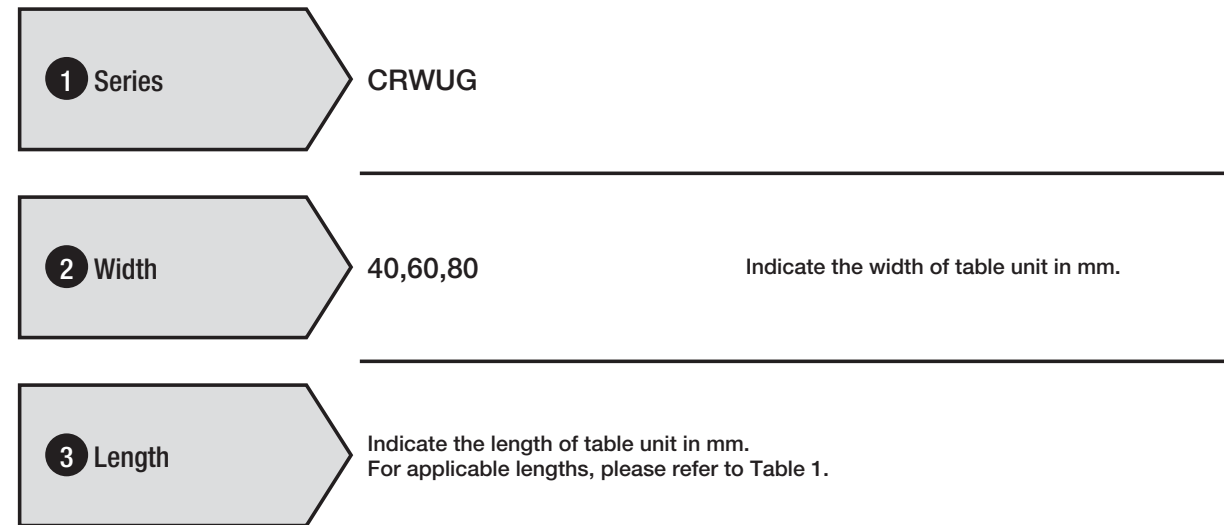 1 Series
CRWUG
2 Width
40,60,80
Indicate the width of table unit in mm.
3 Length
Indicate the length of table unit in mm.
For applicable lengths, please refer to Table 1.